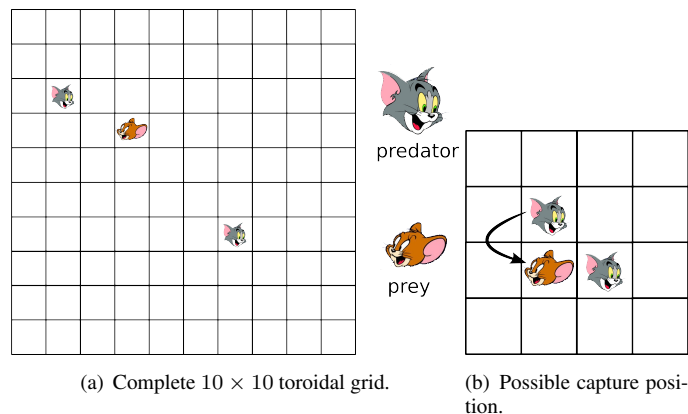 predator
prey
(a) Complete 10 × 10 toroidal grid.
(b) Possible capture posi-
tion.